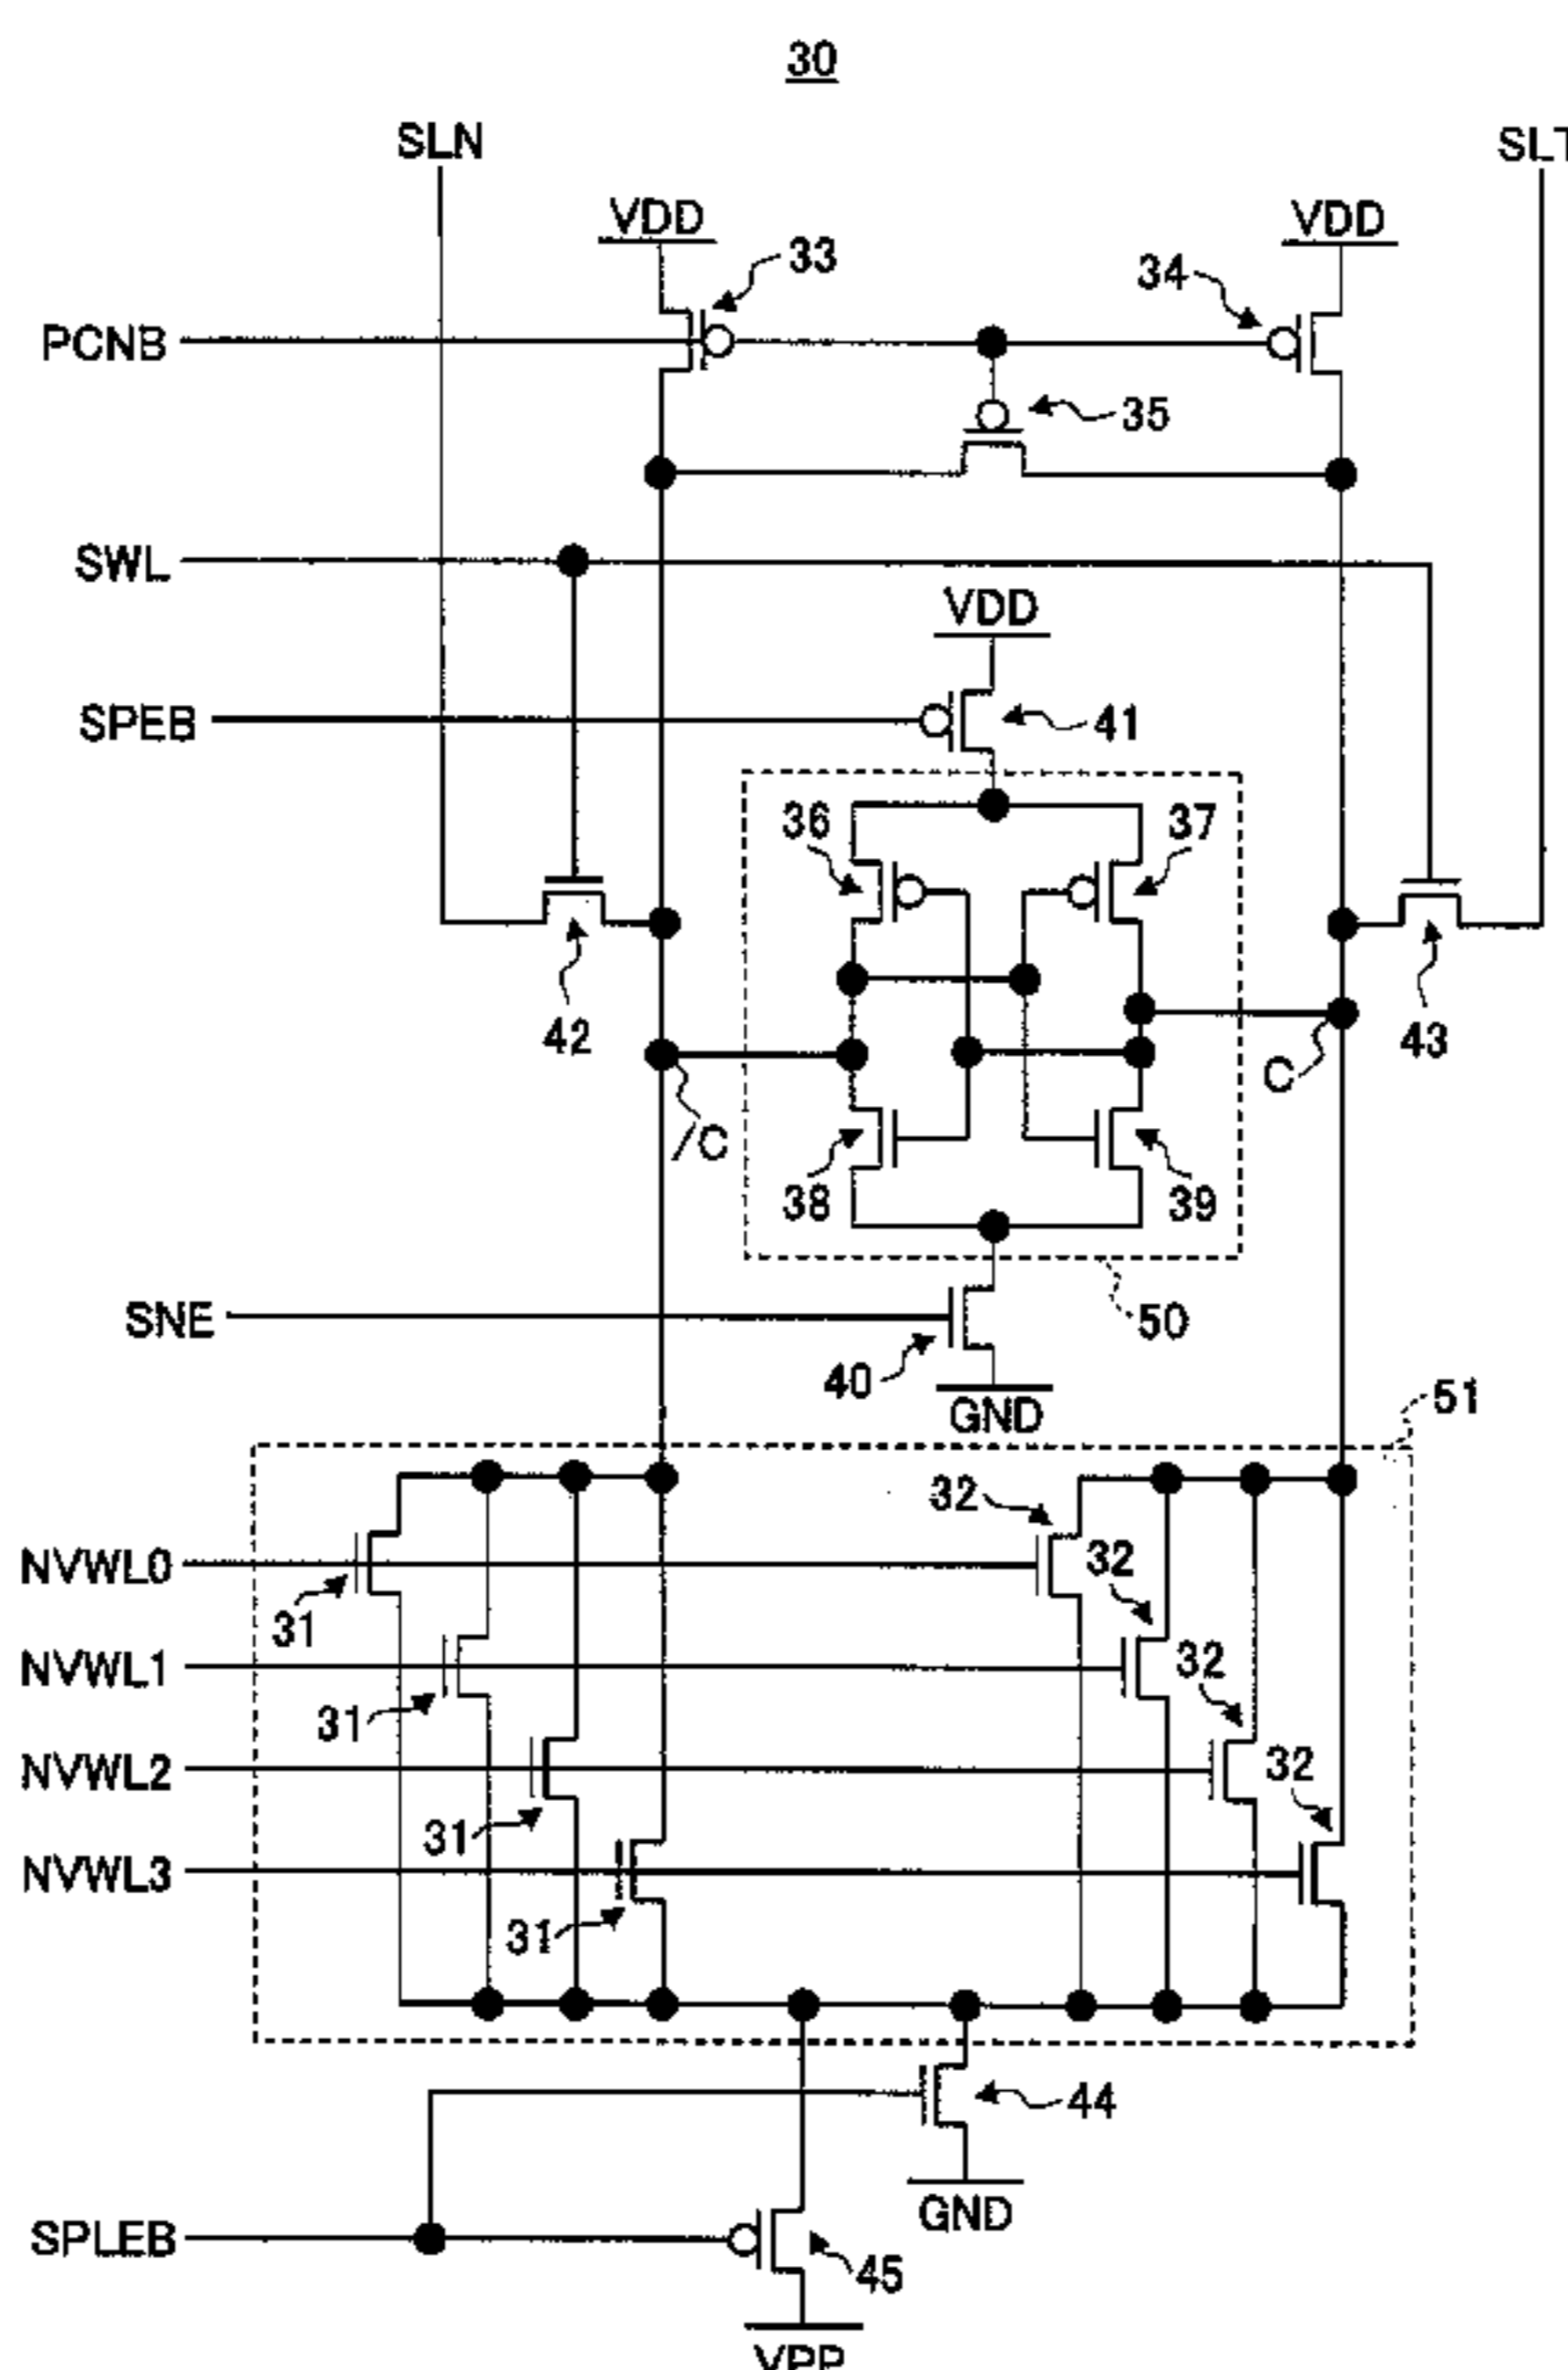 30
SLN
SLT
VDD
VDD
33
34
PCNB
35
SWL
VDD
SPEB
41
36
37
42
43
C
/C
38
39
SNE
50
40
GND
51
32
NVWL0
32
31
NVWL1
32
31
NVWL2
32
31
NVWL3
31
44
GND
SPLEB
45
VPP